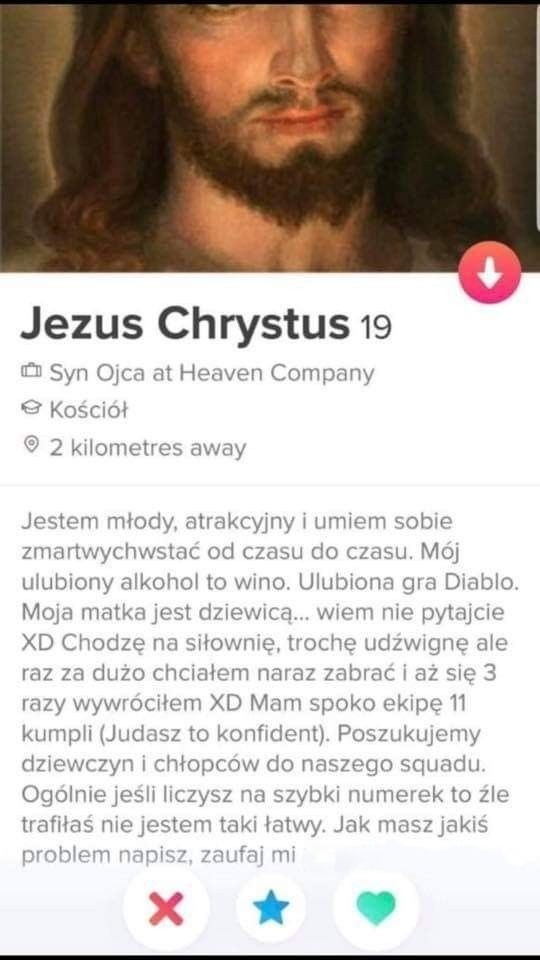 Jezus Chrystus 19
Syn Ojca at Heaven Company
Kościół
2 kilometres away
Jestem młody, atrakcyjny i umiem sobie
zmartwychwstać od czasu do czasu. Mój
ulubiony alkohol to wino. Ulubiona gra Diablo.
Moja matka jest dziewicą... wiem nie pytajcie
XD Chodzę na siłownię, trochę udźwignę ale
raz za dużo chciałem naraz zabrać i aż się 3
razy wywróciłem XD Mam spoko ekipę 11
kumpli (Judasz to konfident). Poszukujemy
dziewczyn i chłopców do naszego squadu.
Ogólnie jeśli liczysz na szybki numerek to źle
trafiłaś nie jestem taki łatwy. Jak masz jakiś
problem napisz, zaufaj mi